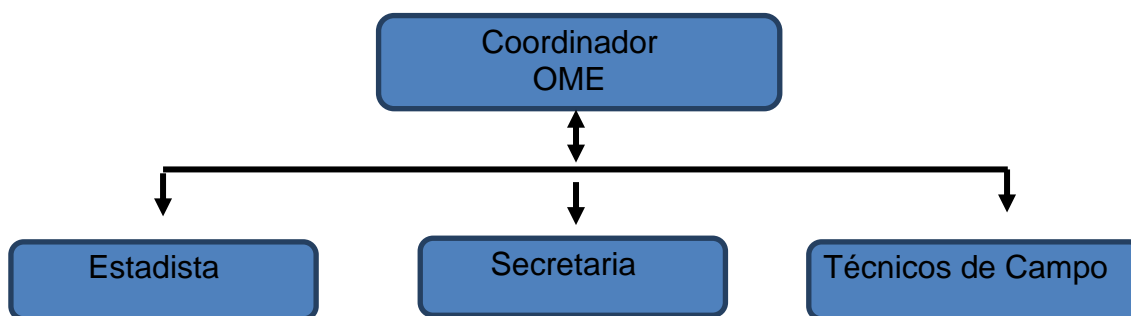 Coordinador
OME
Estadista
Secretaria
Técnicos de Campo